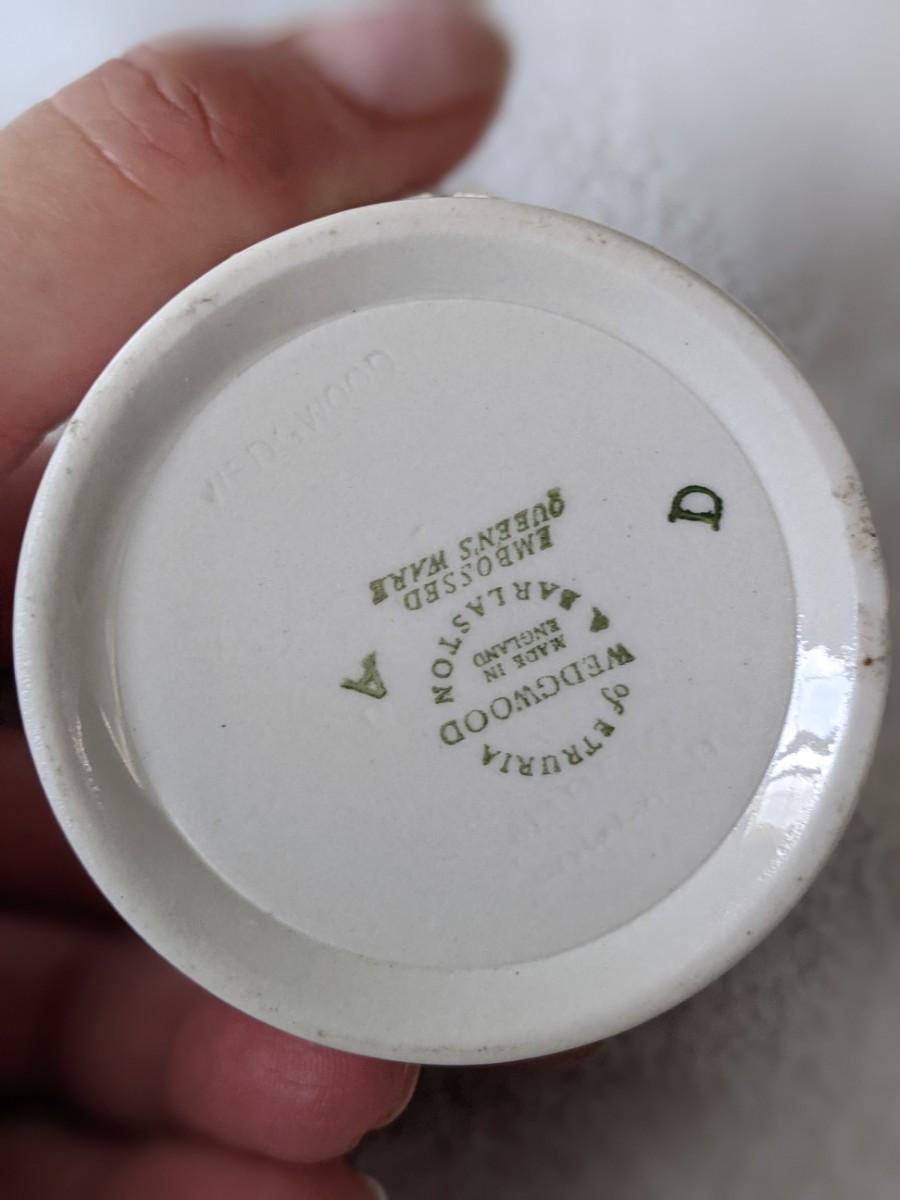 WEDGWOOD
of ETRURIA
WEDGWOOD
MADE IN
ENGLAND
& BARLASTON
EMBOSSED
QUEEN'S WARE
A
D